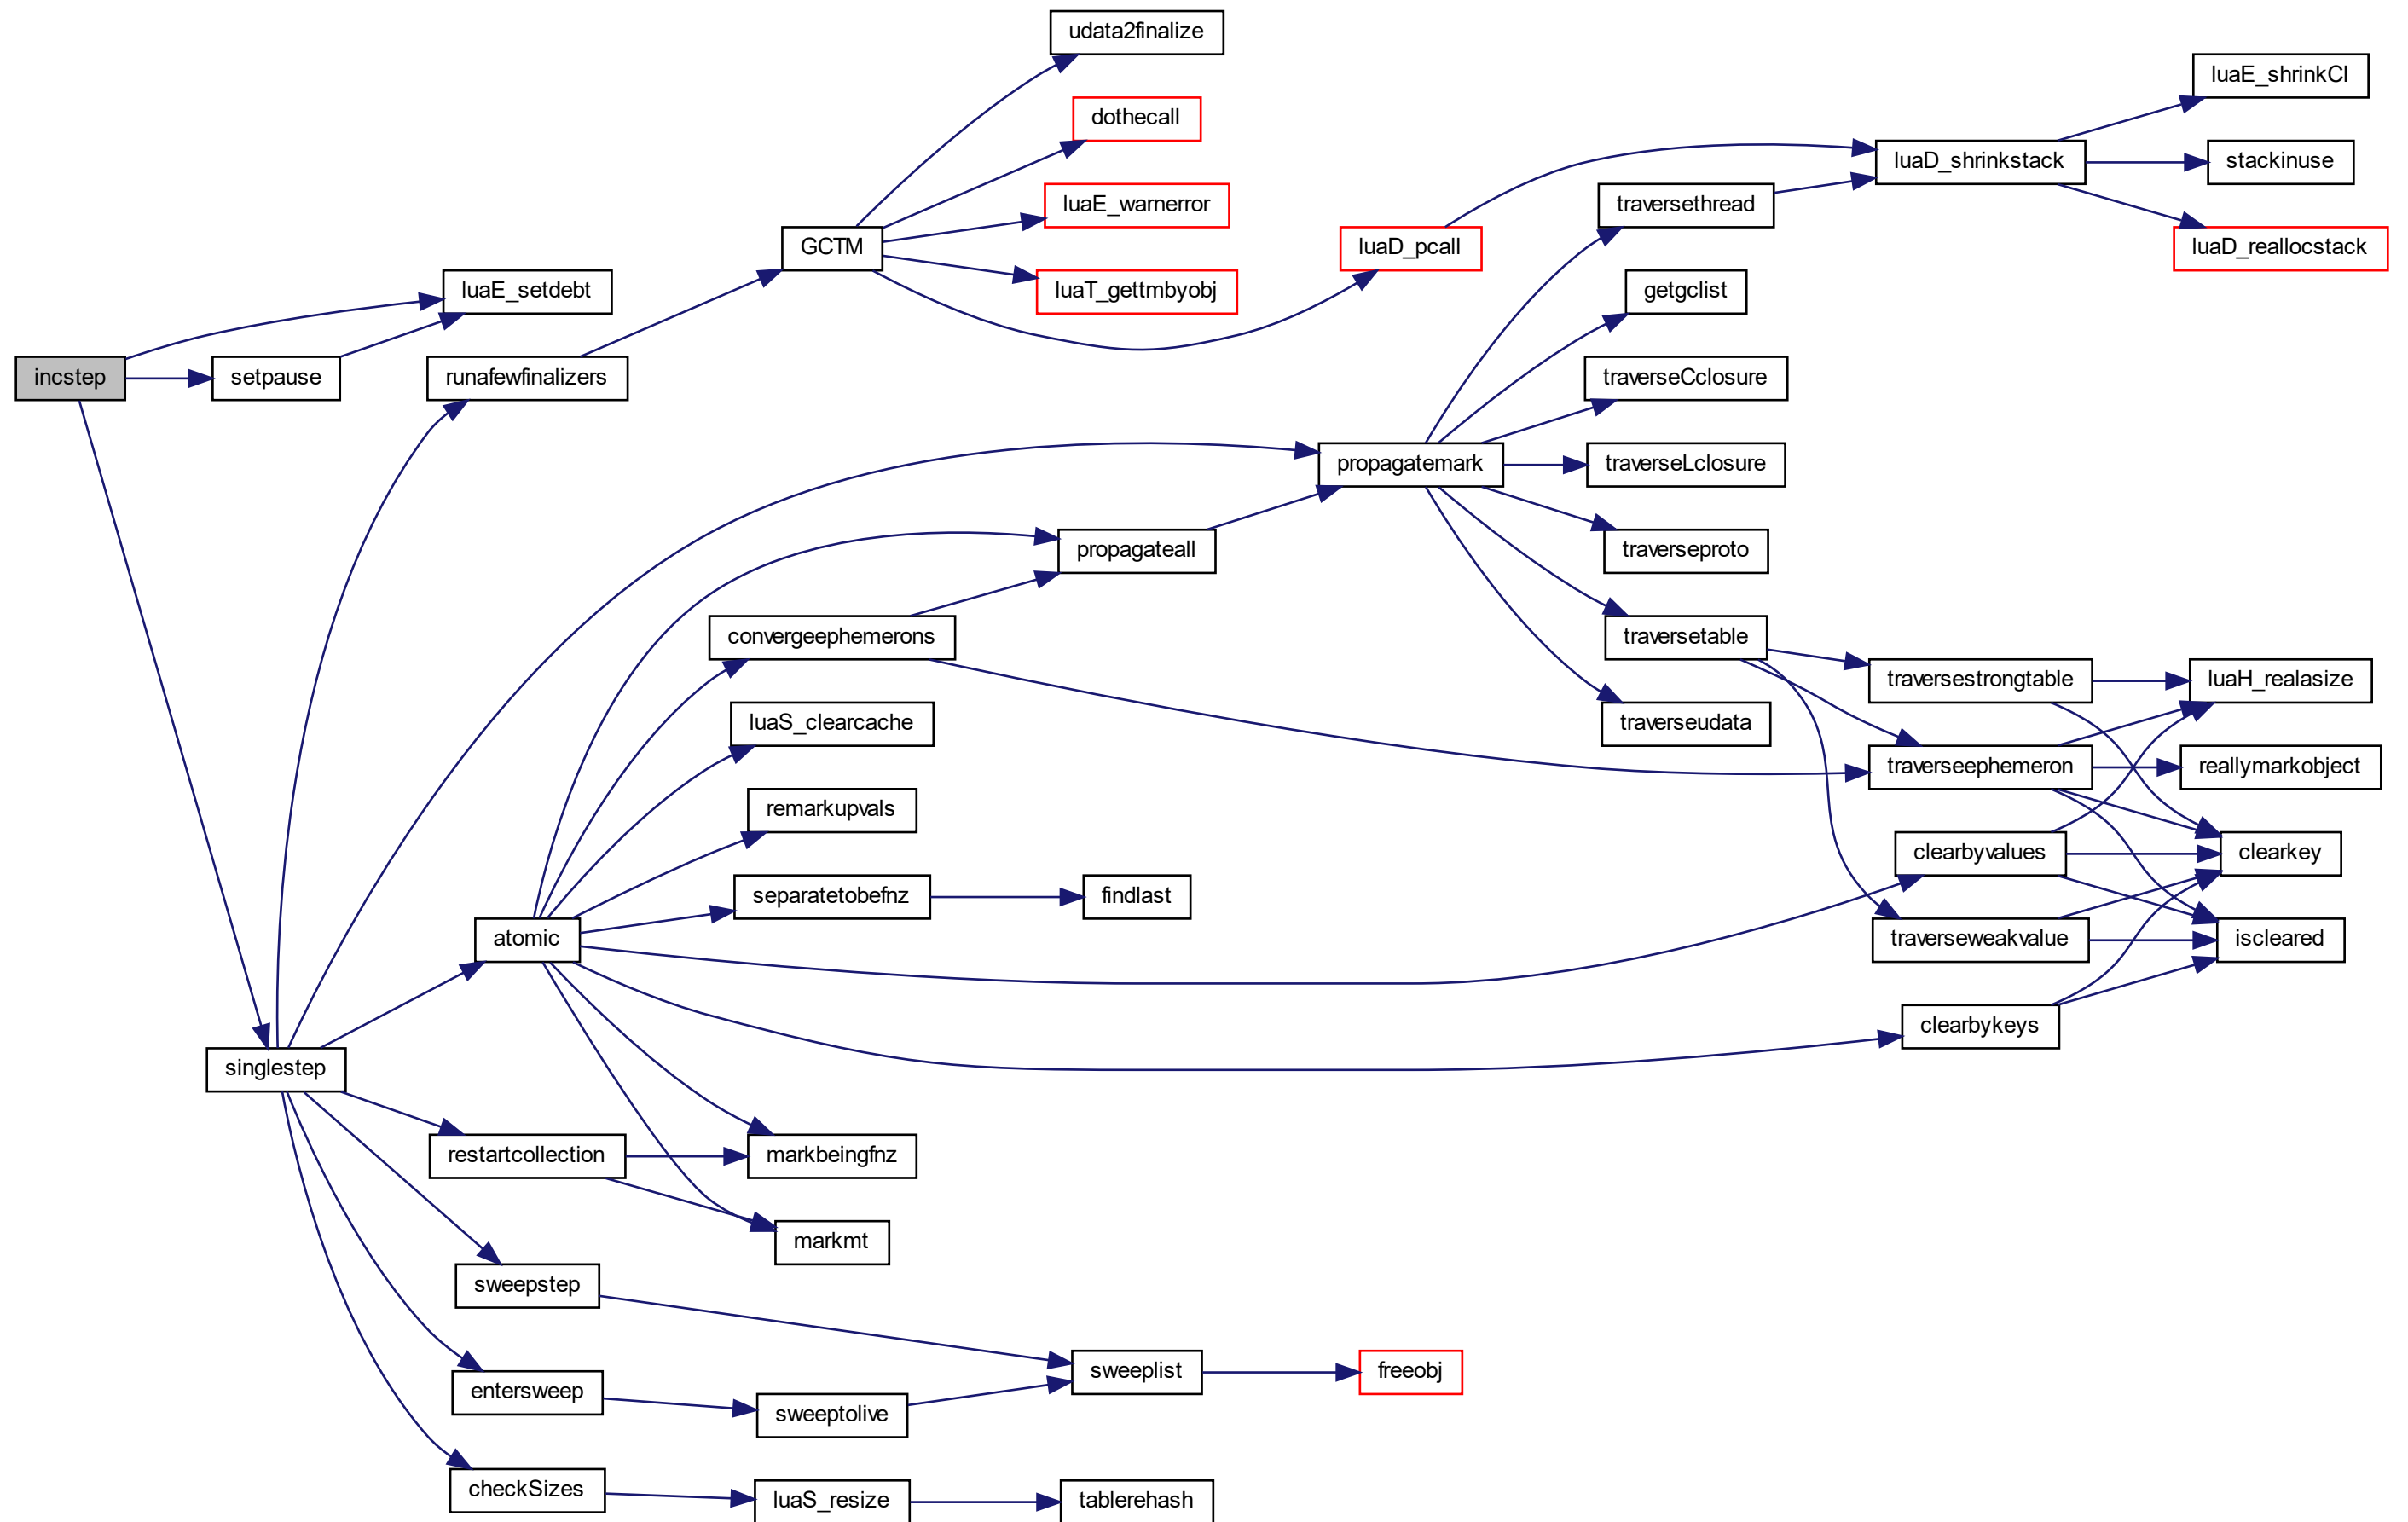 udata2finalize
luaE_shrinkCI
dothecall
stackinuse
luaD_shrinkstack
luaE_warnerror
traversethread
GCTM
luaD_pcall
luaD_reallocstack
luaT_gettmbyobj
getgclist
luaE_setdebt
incstep
setpause
runafewfinalizers
traverseCclosure
propagatemark
traverseLclosure
propagateall
traverseproto
convergeephemerons
traversetable
traversestrongtable
luaH_realasize
luaS_clearcache
traverseudata
traverseephemeron
reallymarkobject
remarkupvals
clearbyvalues
clearkey
separatetobefnz
findlast
atomic
traverseweakvalue
iscleared
clearbykeys
singlestep
restartcollection
markbeingfnz
markmt
sweepstep
sweeplist
freeobj
entersweep
sweeptolive
checkSizes
luaS_resize
tablerehash